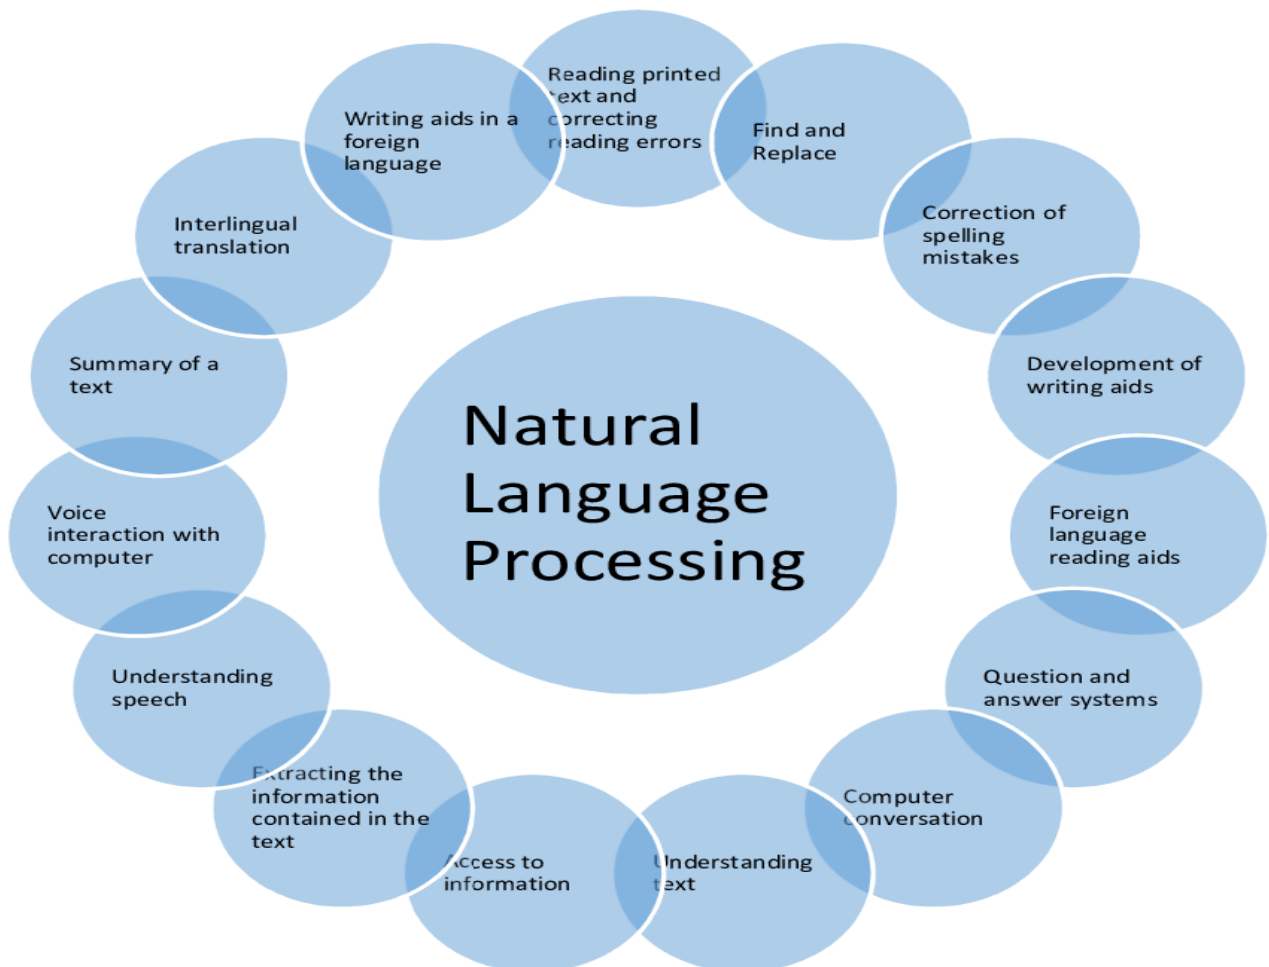 Reading printed
text and
correcting
reading errors
Find and
Replace
Correction of
spelling
mistakes
Development of
writing aids
Foreign
language
reading aids
Question and
answer systems
Computer
conversation
Understanding
text
Access to
information
Extracting the
information
contained in the
text
Understanding
speech
Voice
interaction with
computer
Summary of a
text
Interlingual
translation
Writing aids in a
foreign
language
Natural
Language
Processing